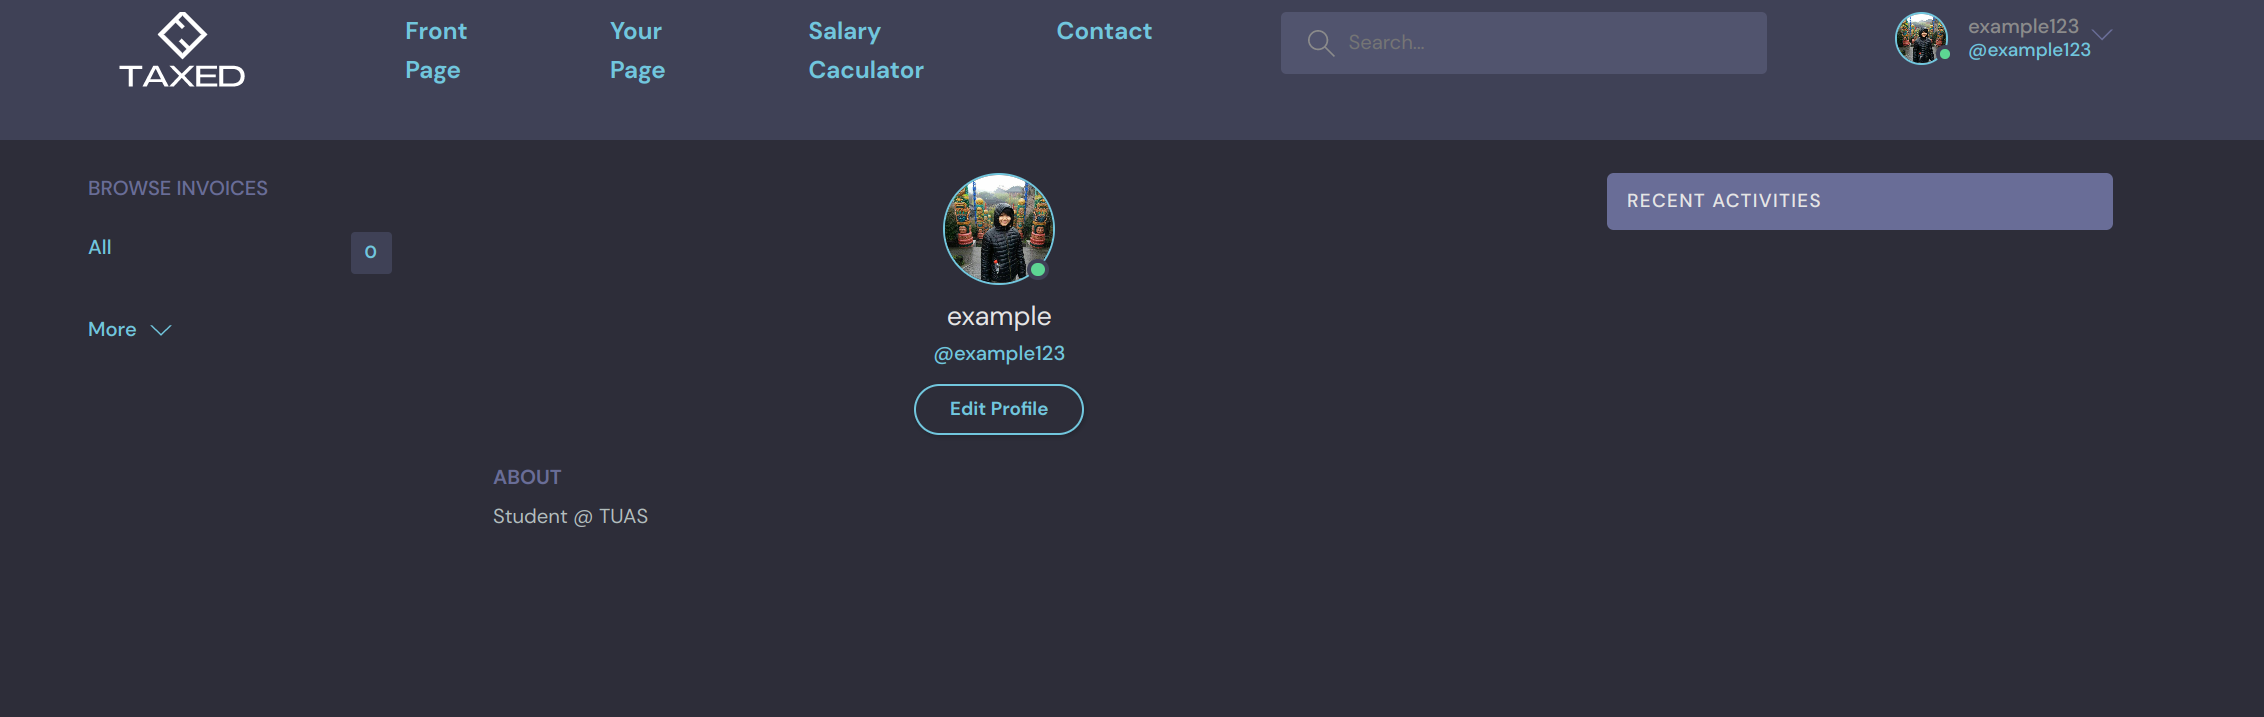 TAXED
Front
Page
Your
Page
Salary
Caculator
Contact
Search...
example123
@example123
BROWSE INVOICES
All
0
More
example
@example123
Edit Profile
ABOUT
Student @ TUAS
RECENT ACTIVITIES